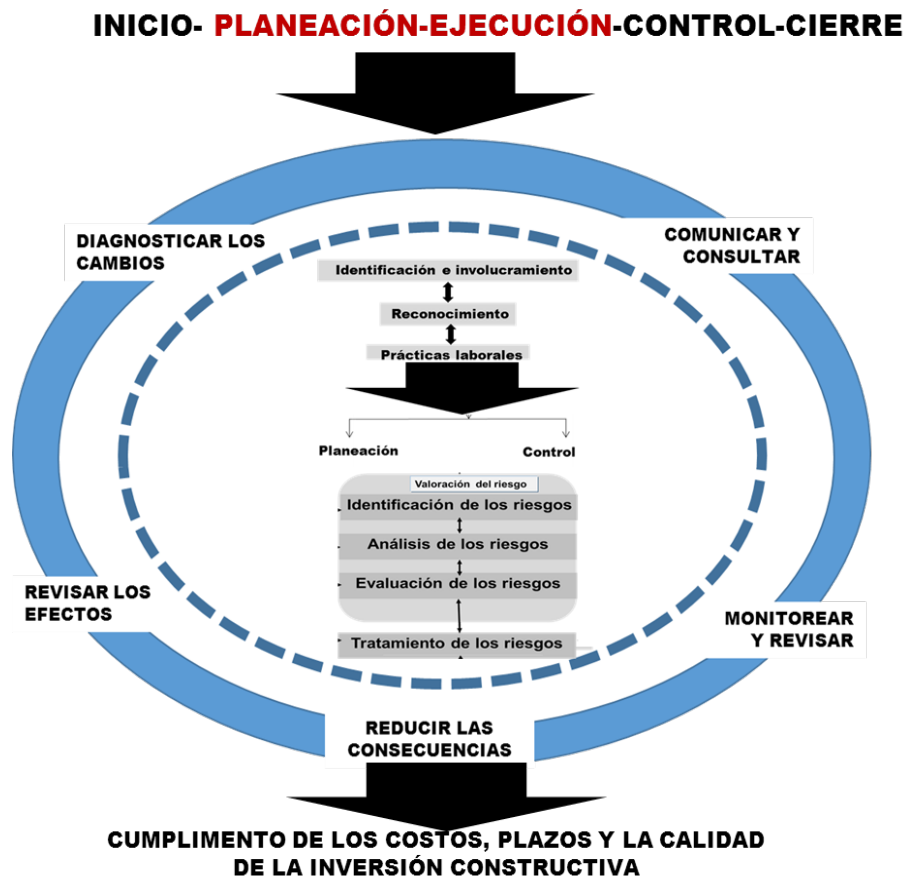 INICIO- PLANEACIÓN-EJECUCIÓN-CONTROL-CIERRE
DIAGNOSTICAR LOS
CAMBIOS
COMUNICAR Y
CONSULTAR
Identificación e involucramiento
Reconocimiento
Prácticas laborales
Planeación
Control
Valoración del riesgo
Identificación de los riesgos
Análisis de los riesgos
Evaluación de los riesgos
Tratamiento de los riesgos
REVISAR LOS
EFECTOS
MONITOREAR
Y REVISAR
REDUCIR LAS
CONSECUENCIAS
CUMPLIMENTO DE LOS COSTOS, PLAZOS Y LA CALIDAD
DE LA INVERSIÓN CONSTRUCTIVA